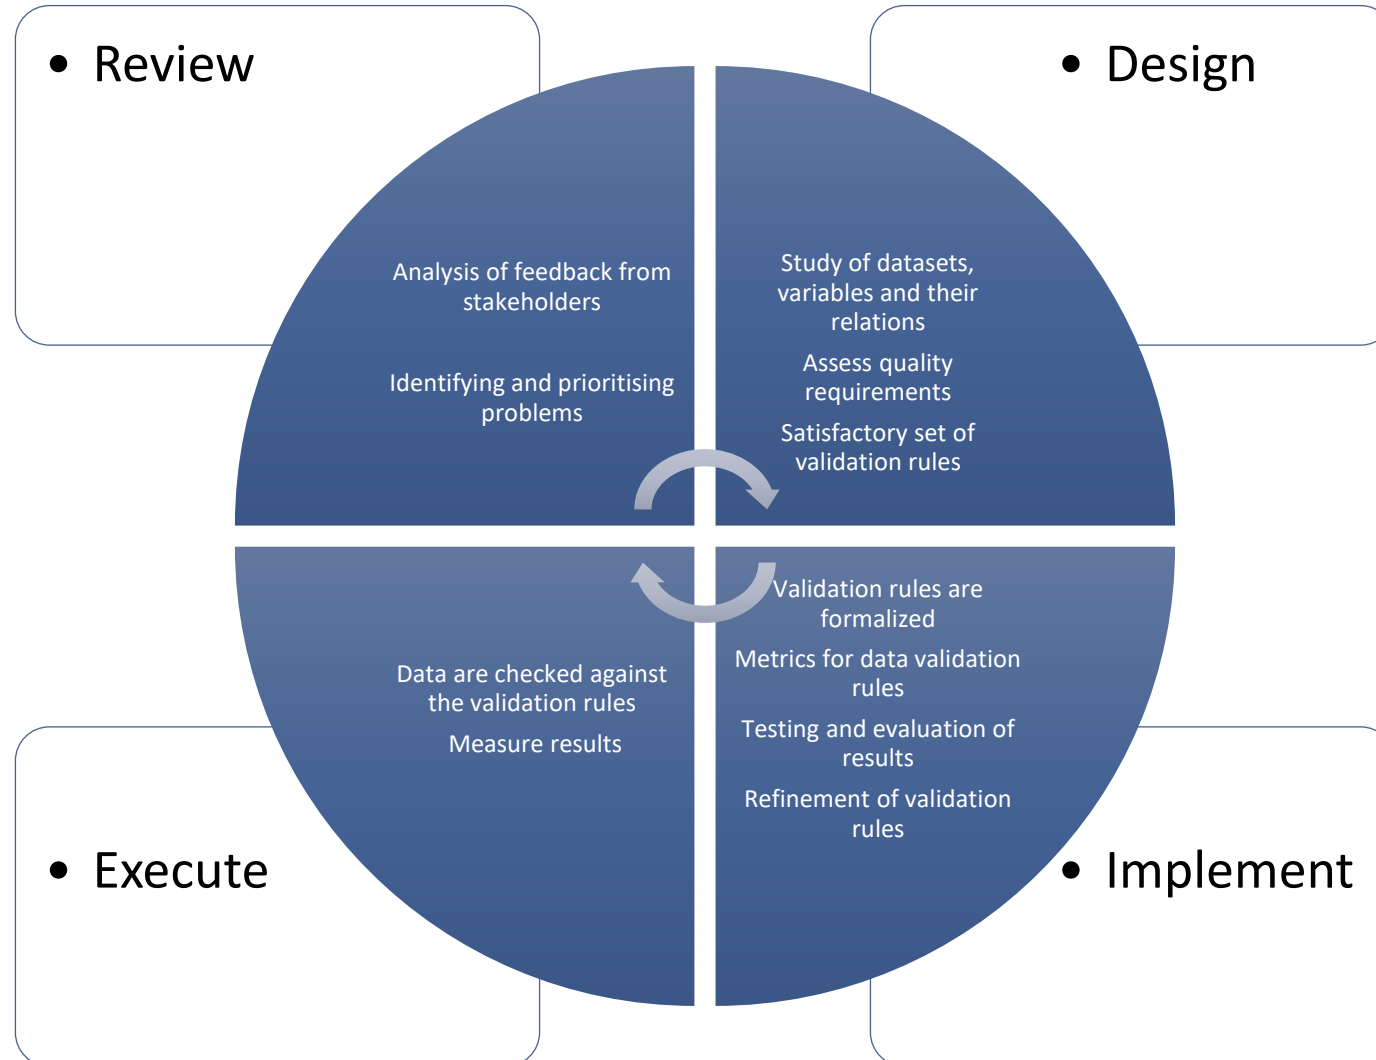 • Review
• Design
Analysis of feedback from
stakeholders
Identifying and prioritising
problems
Study of datasets,
variables and their
relations
Assess quality
requirements
Satisfactory set of
validation rules
Data are checked against
the validation rules
Measure results
Validation rules are
formalized
Metrics for data validation
rules
Testing and evaluation of
results
Refinement of validation
rules
• Execute
• Implement